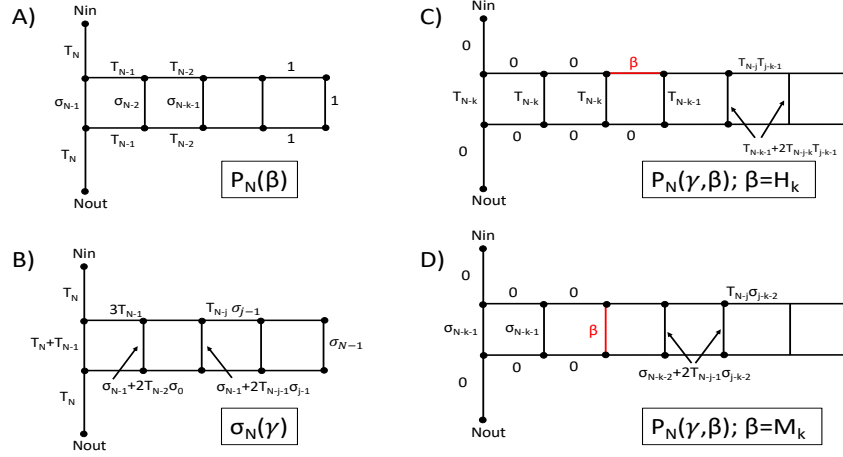 A)
Nin
T_N
T_{N-1} T_{N-2} 1
σ_{N-1} σ_{N-2} σ_{N-k-1} 1
T_{N-1} T_{N-2} 1
T_N
Nout
P_N(β)
B)
Nin
T_N
3T_{N-1} T_{N-j} σ_{j-1}
T_N+T_{N-1} σ_{N-1}
σ_{N-1}+2T_{N-2}σ_0 σ_{N-1}+2T_{N-j-1}σ_{j-1}
T_N
Nout
σ_N(γ)
C)
Nin
0
0 0 β T_{N-j}T_{j-k-1}
T_{N-k} T_{N-k} T_{N-k} T_{N-k-1}
0 0 0
T_{N-k-1}+2T_{N-j-k}T_{j-k-1}
0
Nout
P_N(γ,β); β=H_k
D)
Nin
0
0 0 T_{N-j}σ_{j-k-2}
σ_{N-k-1} σ_{N-k-1} β
0 0 σ_{N-k-2}+2T_{N-j-1}σ_{j-k-2}
0
Nout
P_N(γ,β); β=M_k